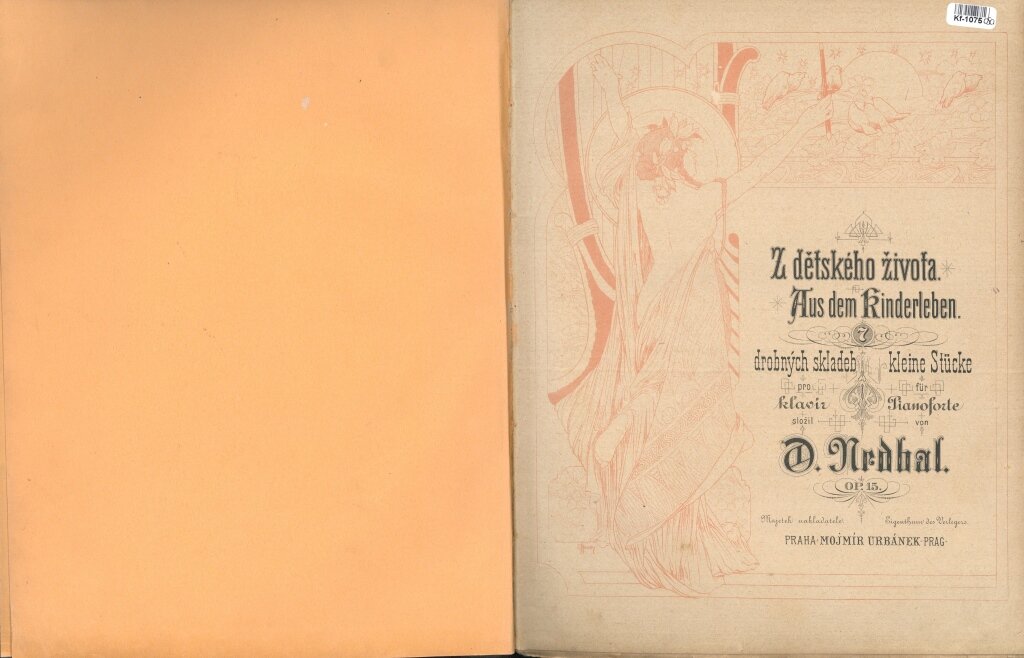 Kf-1075
Z dětského života.
Aus dem Kinderleben.
7
drobných skladeb kleine Stücke
pro für
klavír Pianoforte
složil von
O. Nedbal.
OP. 15.
Majetek nakladatele. Eigenthum des Verlegers.
PRAHA · MOJMÍR URBÁNEK · PRAG ·